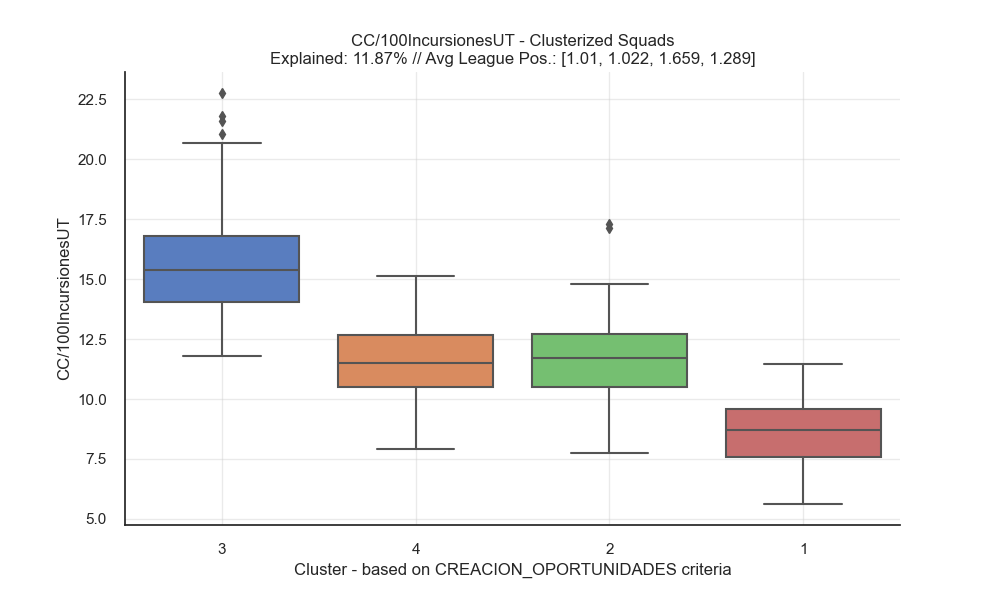 CC/100IncursionesUT - Clusterized Squads
Explained: 11.87% // Avg League Pos.: [1.01, 1.022, 1.659, 1.289]
CC/100IncursionesUT
22.5
20.0
17.5
15.0
12.5
10.0
7.5
5.0
3 4 2 1
Cluster - based on CREACION_OPORTUNIDADES criteria